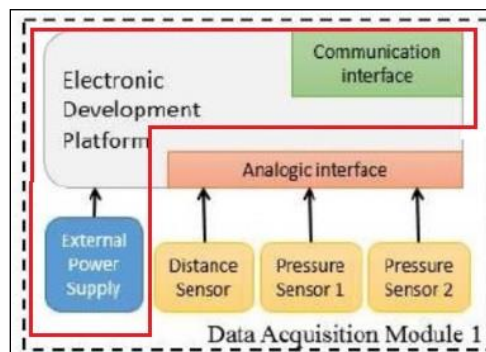 Communication
interface
Electronic
Development
Platform
Analogic interface
External
Power
Supply
Distance
Sensor
Pressure
Sensor 1
Pressure
Sensor 2
Data Acquisition Module 1